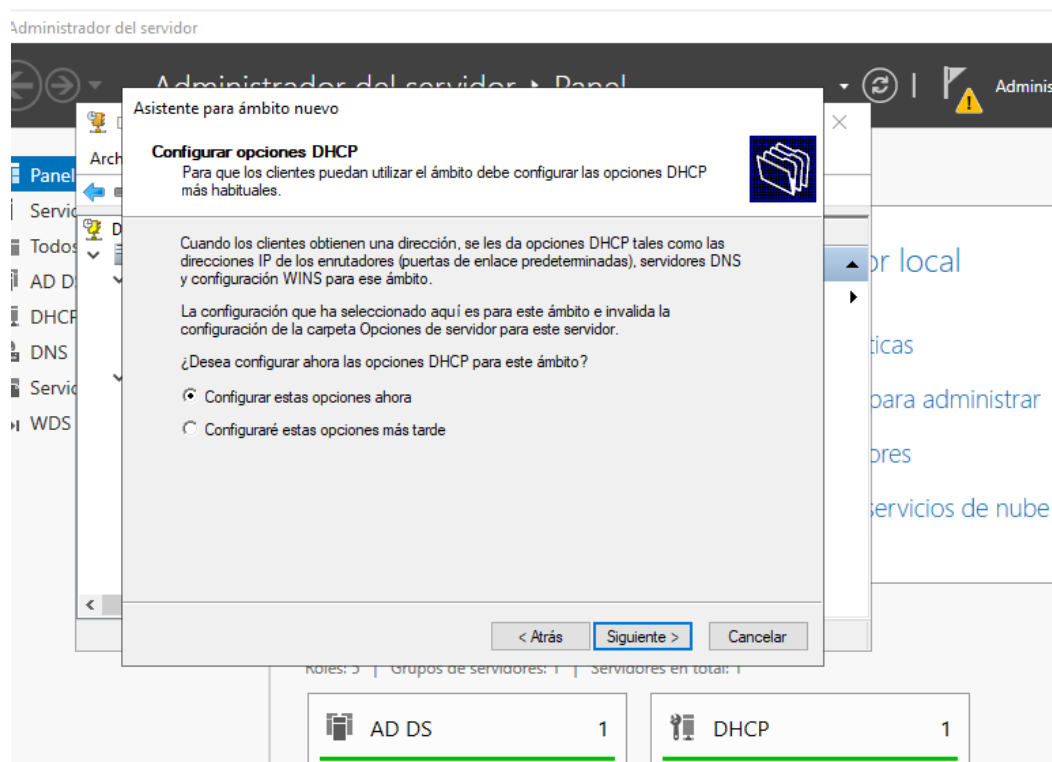 Administrador del servidor
Administrador del servidor ‣ Panel
Adminis
Asistente para ámbito nuevo
Arch
Configurar opciones DHCP
Para que los clientes puedan utilizar el ámbito debe configurar las opciones DHCP
más habituales.
Panel
Servic
Todos
AD D
DHCP
DNS
Servic
WDS
D
Cuando los clientes obtienen una dirección, se les da opciones DHCP tales como las
direcciones IP de los enrutadores (puertas de enlace predeterminadas), servidores DNS
y configuración WINS para ese ámbito.
La configuración que ha seleccionado aquí es para este ámbito e invalida la
configuración de la carpeta Opciones de servidor para este servidor.
¿Desea configurar ahora las opciones DHCP para este ámbito?
Configurar estas opciones ahora
Configuraré estas opciones más tarde
< Atrás
Siguiente >
Cancelar
or local
ticas
para administrar
ores
servicios de nube
Roles: 5 | Grupos de servidores: 1 | Servidores en total: 1
AD DS 1
DHCP 1